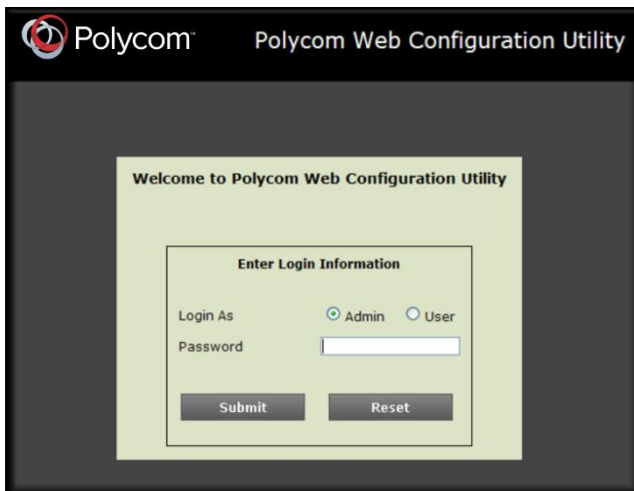 Polycom™ Polycom Web Configuration Utility
Welcome to Polycom Web Configuration Utility
Enter Login Information
Login As Admin User
Password
Submit Reset